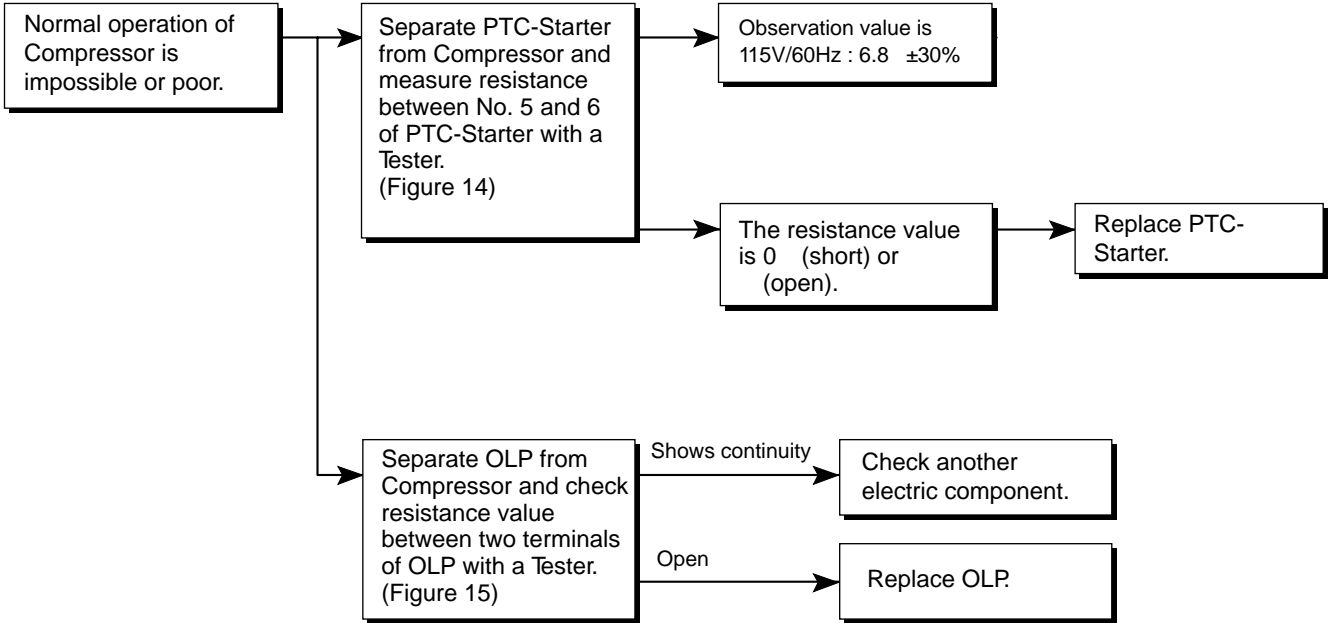 Normal operation of
Compressor is
impossible or poor.
Separate PTC-Starter
from Compressor and
measure resistance
between No. 5 and 6
of PTC-Starter with a
Tester.
(Figure 14)
Observation value is
115V/60Hz : 6.8 ±30%
The resistance value
is 0 (short) or
(open).
Replace PTC-
Starter.
Separate OLP from
Compressor and check
resistance value
between two terminals
of OLP with a Tester.
(Figure 15)
Shows continuity
Check another
electric component.
Open
Replace OLP.